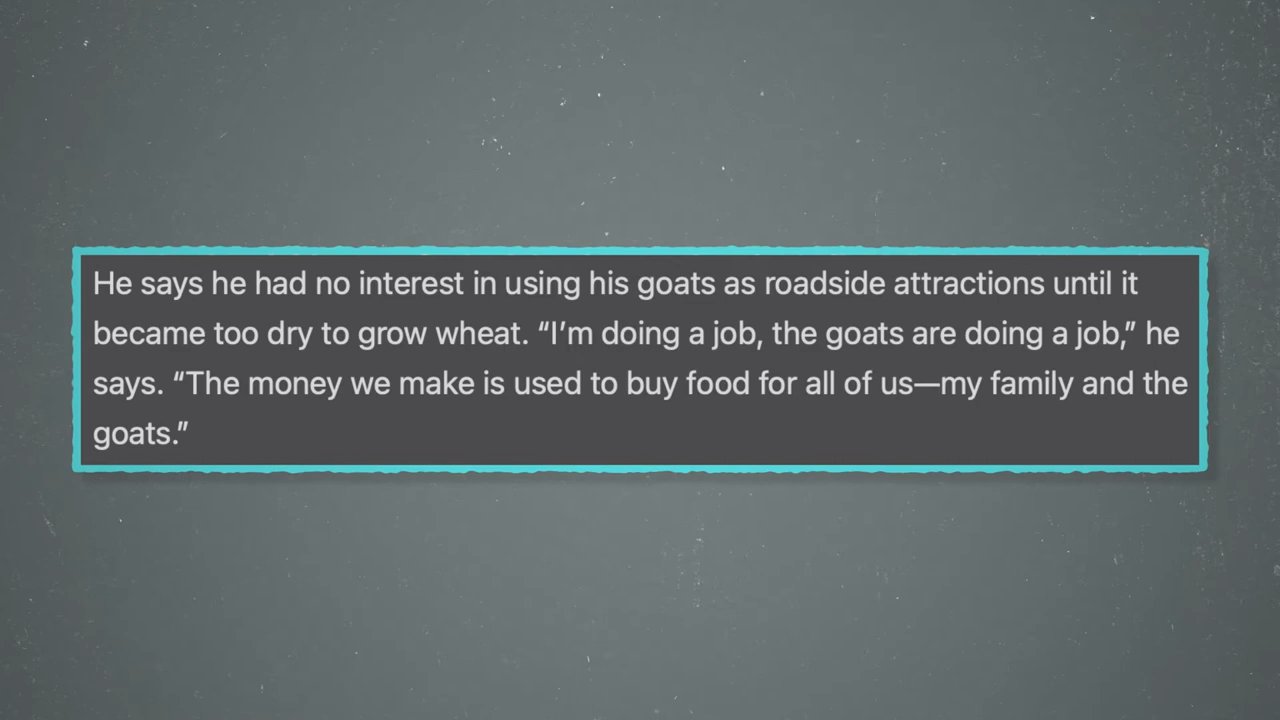 He says he had no interest in using his goats as roadside attractions until it
became too dry to grow wheat. “I’m doing a job, the goats are doing a job,” he
says. “The money we make is used to buy food for all of us—my family and the
goats.”